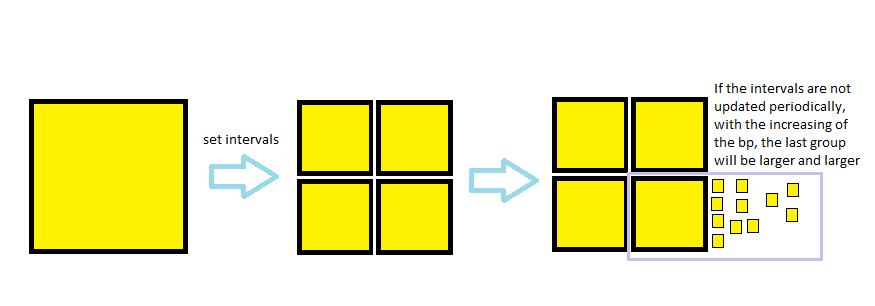 set intervals
If the intervals are not
updated periodically,
with the increasing of
the bp, the last group
will be larger and larger